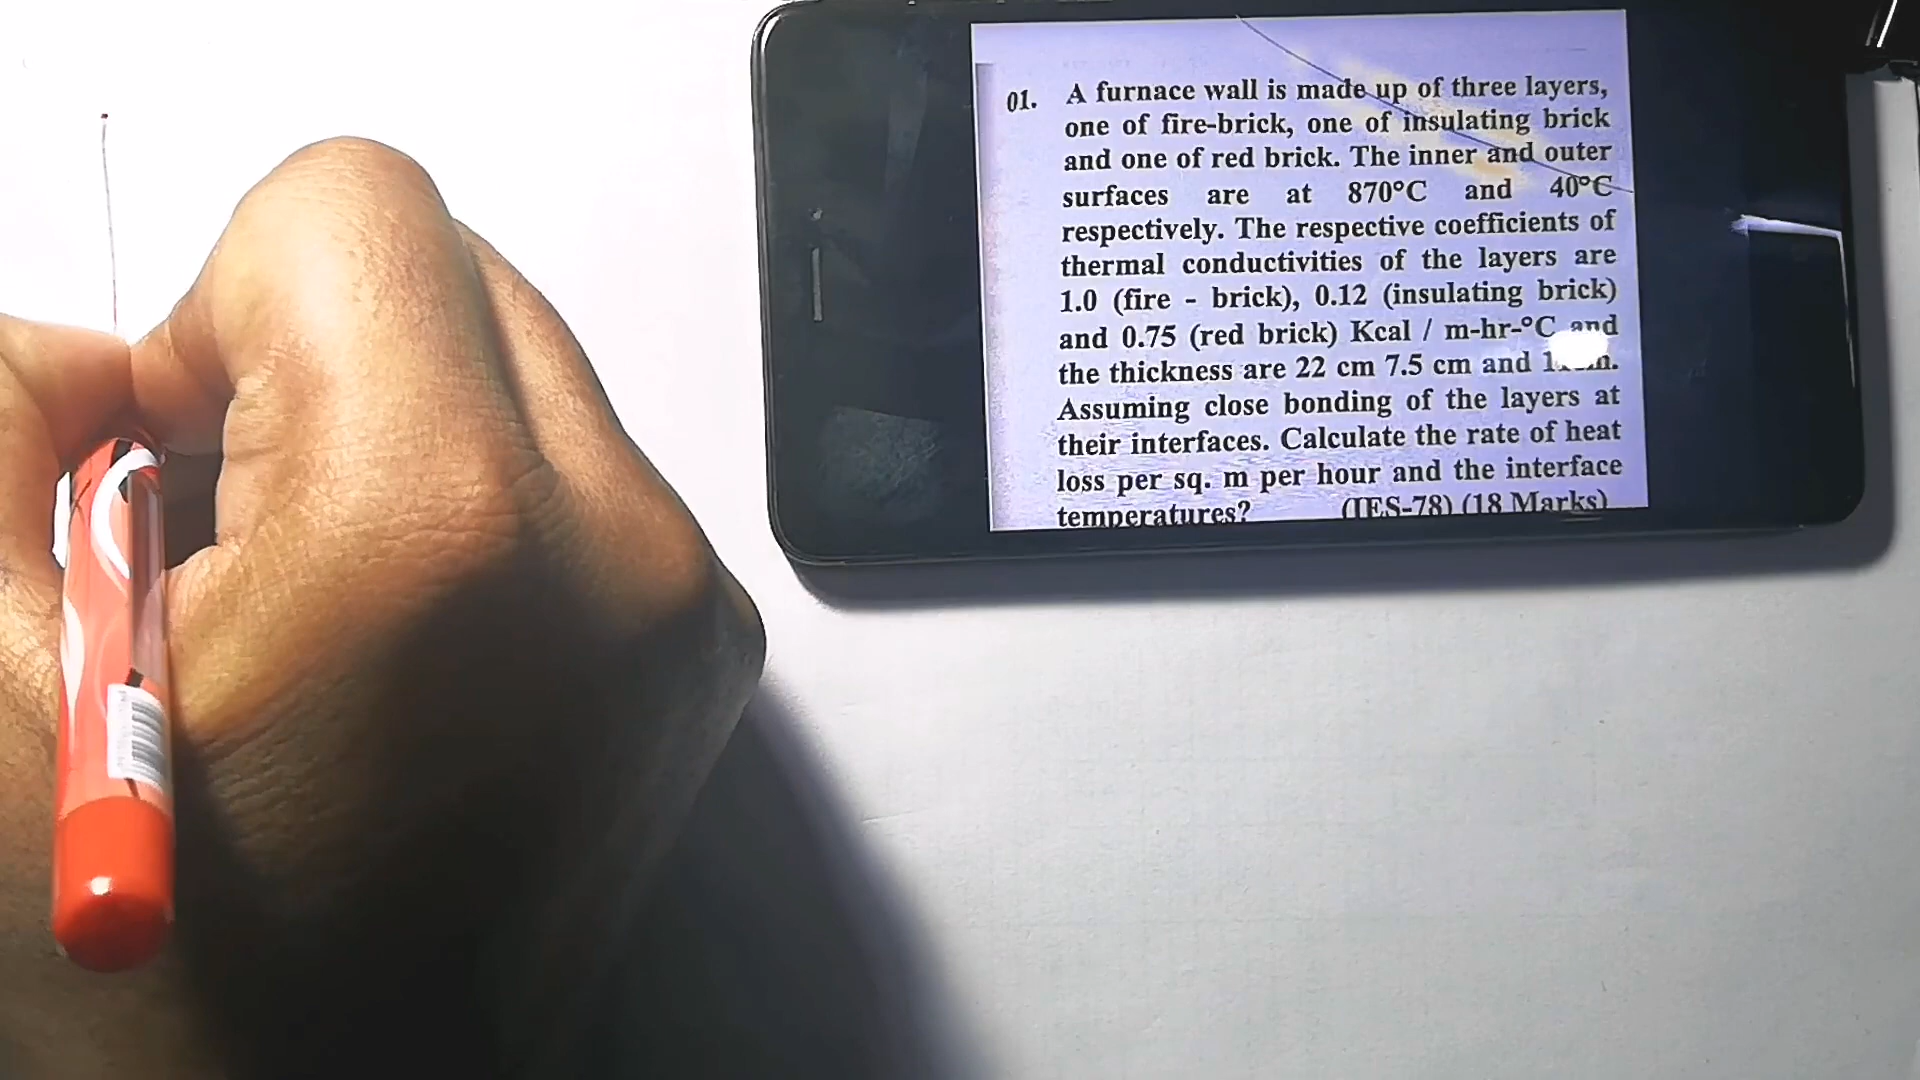 01. A furnace wall is made up of three layers,
one of fire-brick, one of insulating brick
and one of red brick. The inner and outer
surfaces are at 870°C and 40°C
respectively. The respective coefficients of
thermal conductivities of the layers are
1.0 (fire - brick), 0.12 (insulating brick)
and 0.75 (red brick) Kcal / m-hr-°C and
the thickness are 22 cm 7.5 cm and
Assuming close bonding of the layers at
their interfaces. Calculate the rate of heat
loss per sq. m per hour and the interface
temperatures? (IES-78) (18 Marks)